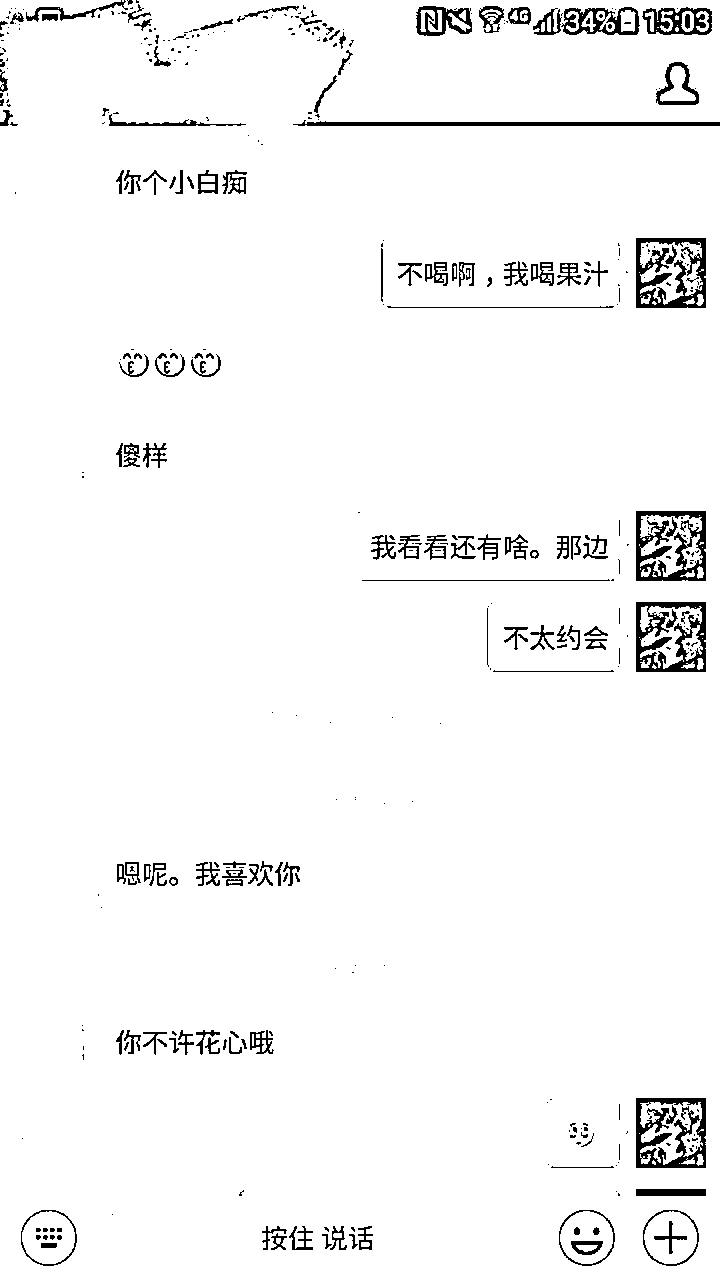 4G 34% 15:03
你个小白痴
不喝啊，我喝果汁
傻样
我看看还有啥。那边
不太约会
嗯呢。我喜欢你
你不许花心哦
按住 说话